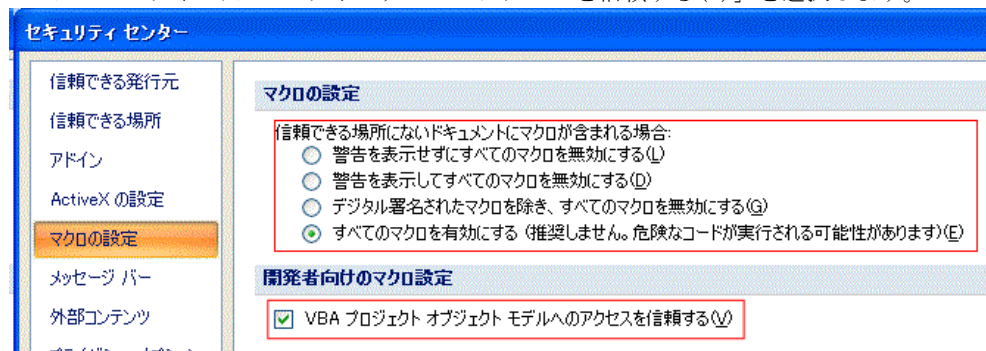 セキュリティ センター
信頼できる発行元
信頼できる場所
アドイン
ActiveX の設定
マクロの設定
メッセージ バー
外部コンテンツ
マクロの設定
信頼できる場所にないドキュメントにマクロが含まれる場合:
警告を表示せずにすべてのマクロを無効にする(L)
警告を表示してすべてのマクロを無効にする(D)
デジタル署名されたマクロを除き、すべてのマクロを無効にする(G)
すべてのマクロを有効にする (推奨しません。危険なコードが実行される可能性があります)(E)
開発者向けのマクロ設定
VBA プロジェクト オブジェクト モデルへのアクセスを信頼する(V)